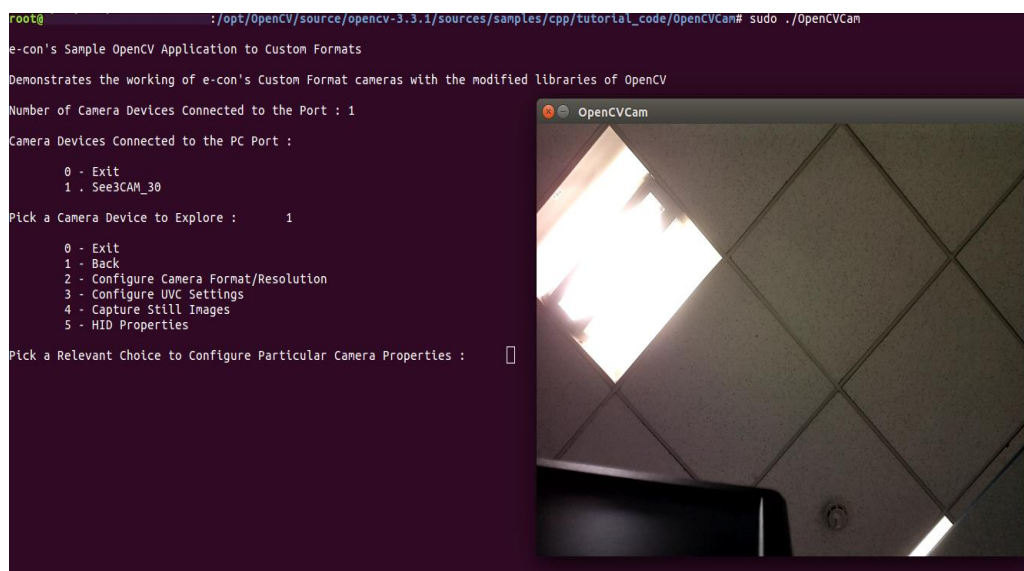 root@ :/opt/OpenCV/source/opencv-3.3.1/sources/samples/cpp/tutorial_code/OpenCVCam# sudo ./OpenCVCam
e-con's Sample OpenCV Application to Custom Formats
Demonstrates the working of e-con's Custom Format cameras with the modified libraries of OpenCV
Number of Camera Devices Connected to the Port : 1
Camera Devices Connected to the PC Port :
0 - Exit
1 . See3CAM_30
Pick a Camera Device to Explore : 1
0 - Exit
1 - Back
2 - Configure Camera Format/Resolution
3 - Configure UVC Settings
4 - Capture Still Images
5 - HID Properties
Pick a Relevant Choice to Configure Particular Camera Properties :
OpenCVCam